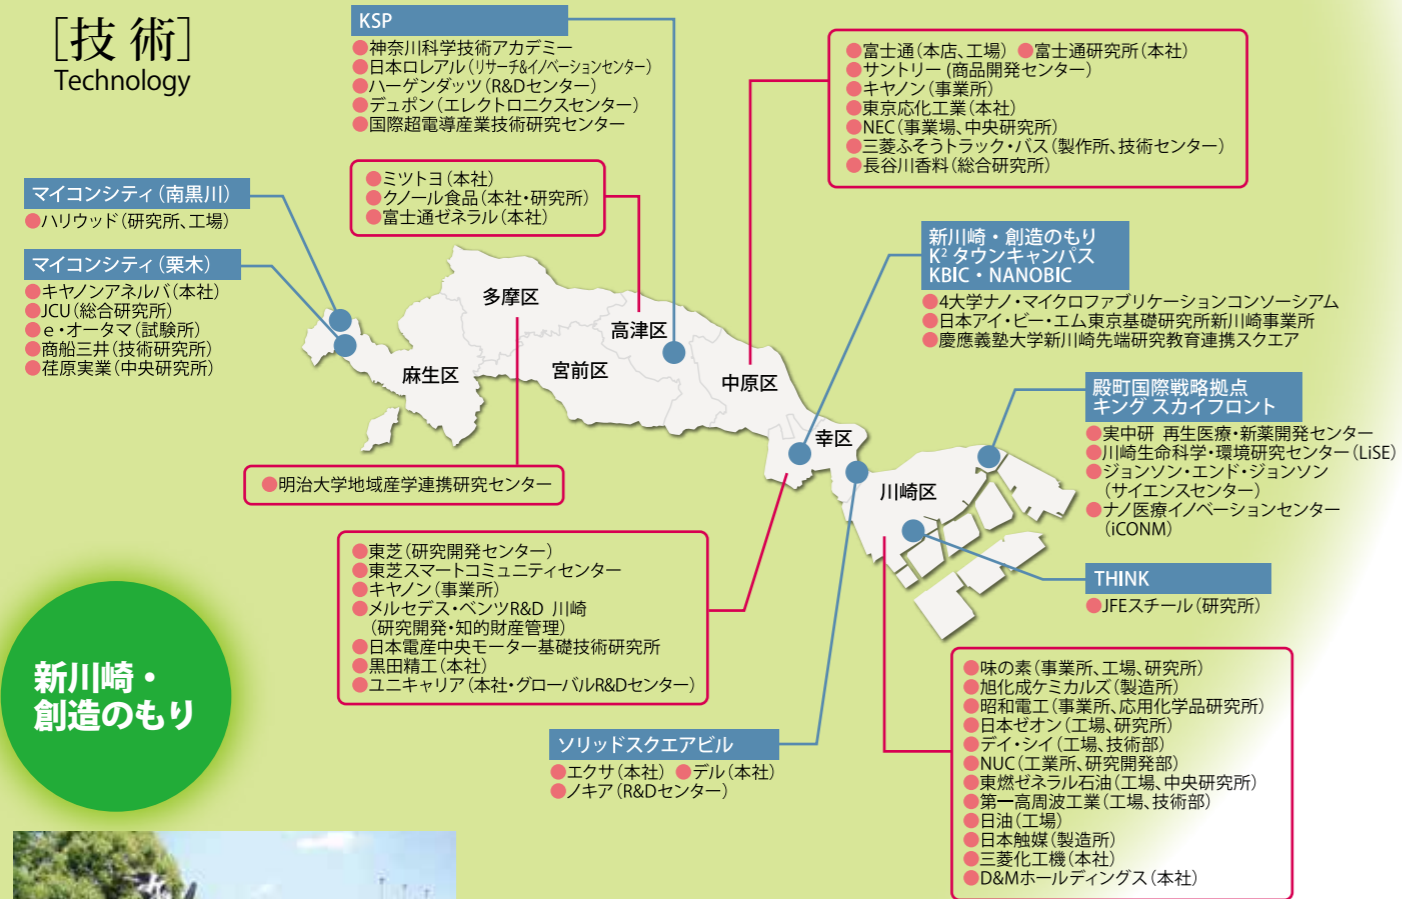 ［技 術］
Technology
KSP
●神奈川科学技術アカデミー
●日本ロレアル（リサーチ&イノベーションセンター）
●ハーゲンダッツ（R&Dセンター）
●デュポン（エレクトロニクスセンター）
●国際超電導産業技術研究センター
●富士通（本店、工場） ●富士通研究所（本社）
●サントリー（商品開発センター）
●キヤノン（事業所）
●東京応化工業（本社）
●NEC（事業場、中央研究所）
●三菱ふそうトラック・バス（製作所、技術センター）
●長谷川香料（総合研究所）
●ミツトヨ（本社）
●クノール食品（本社・研究所）
●富士通ゼネラル（本社）
マイコンシティ（南黒川）
●ハリウッド（研究所、工場）
マイコンシティ（栗木）
●キヤノンアネルバ（本社）
●JCU（総合研究所）
●e・オータマ（試験所）
●商船三井（技術研究所）
●荏原実業（中央研究所）
新川崎・創造のもり
K² タウンキャンパス
KBIC・NANOBIC
●4大学ナノ・マイクロファブリケーションコンソーシアム
●日本アイ・ビー・エム東京基礎研究所新川崎事業所
●慶應義塾大学新川崎先端研究教育連携スクエア
多摩区
高津区
麻生区
宮前区
中原区
幸区
川崎区
殿町国際戦略拠点
キング スカイフロント
●実中研 再生医療・新薬開発センター
●川崎生命科学・環境研究センター（LiSE）
●ジョンソン・エンド・ジョンソン
（サイエンスセンター）
●ナノ医療イノベーションセンター
（iCONM）
●明治大学地域産学連携研究センター
●東芝（研究開発センター）
●東芝スマートコミュニティセンター
●キヤノン（事業所）
●メルセデス・ベンツR&D 川崎
（研究開発・知的財産管理）
●日本電産中央モーター基礎技術研究所
●黒田精工（本社）
●ユニキャリア（本社・グローバルR&Dセンター）
THINK
●JFEスチール（研究所）
新川崎・
創造のもり
ソリッドスクエアビル
●エクサ（本社） ●デル（本社）
●ノキア（R&Dセンター）
●味の素（事業所、工場、研究所）
●旭化成ケミカルズ（製造所）
●昭和電工（事業所、応用化学品研究所）
●日本ゼオン（工場、研究所）
●デイ・シイ（工場、技術部）
●NUC（工業所、研究開発部）
●東燃ゼネラル石油（工場、中央研究所）
●第一高周波工業（工場、技術部）
●日油（工場）
●日本触媒（製造所）
●三菱化工機（本社）
●D&Mホールディングス（本社）